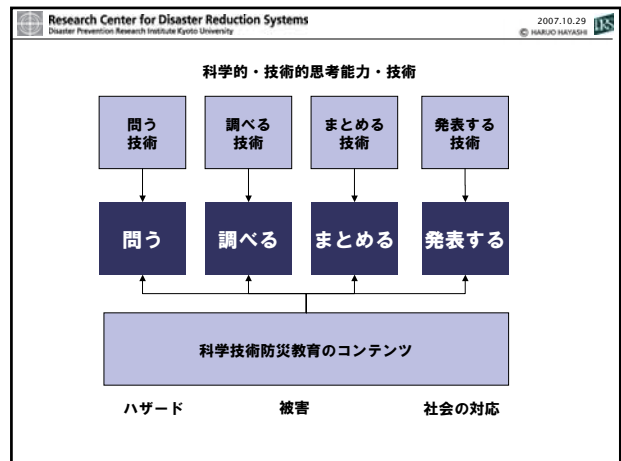 Research Center for Disaster Reduction Systems
Disaster Prevention Research Institute Kyoto University
2007.10.29
© HARUO HAYASHI
DRS
科学的・技術的思考能力・技術
問う
技術
調べる
技術
まとめる
技術
発表する
技術
問う
調べる
まとめる
発表する
科学技術防災教育のコンテンツ
ハザード
被害
社会の対応